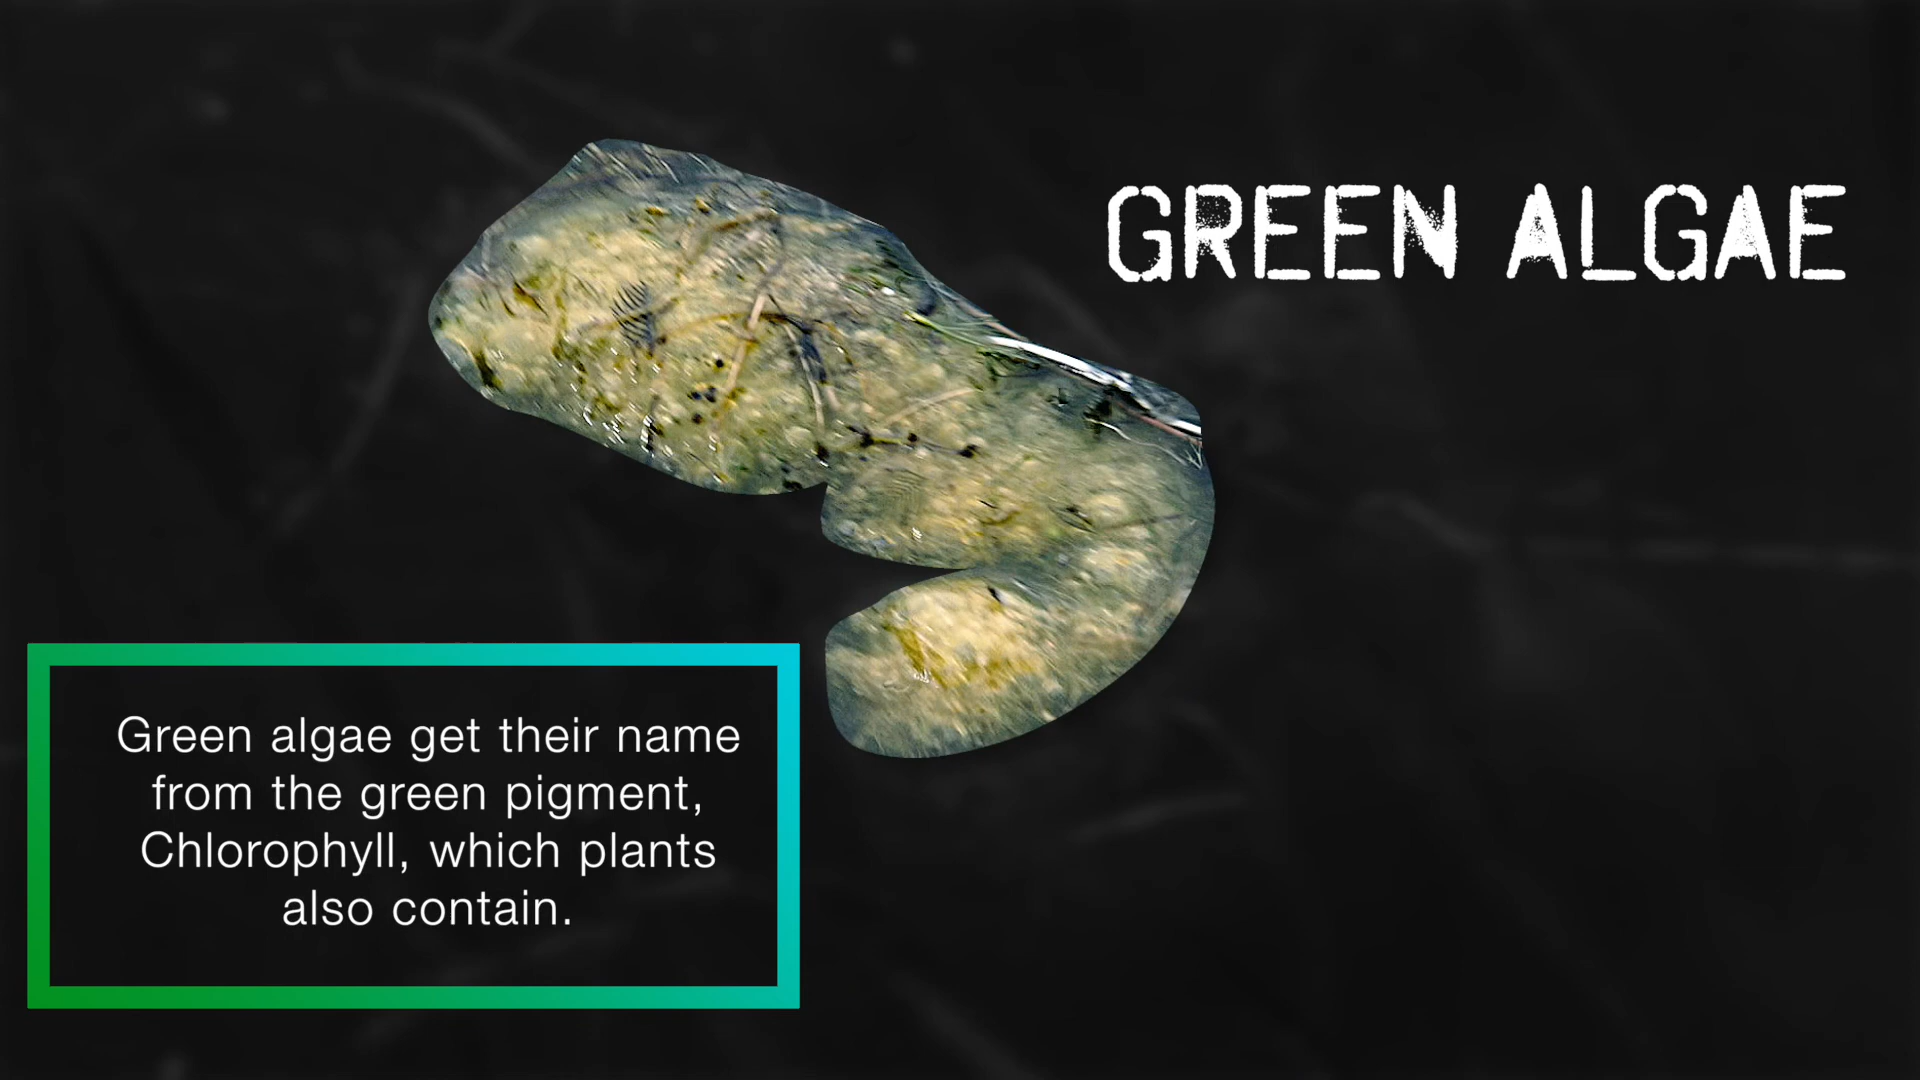 GREEN ALGAE
Green algae get their name
from the green pigment,
Chlorophyll, which plants
also contain.